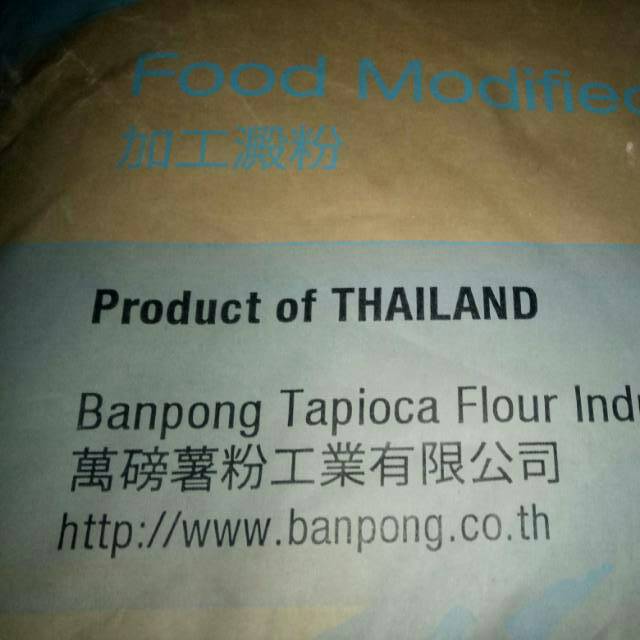 Food Modified
加工澱粉
Product of THAILAND
Banpong Tapioca Flour Indu
萬磅薯粉工業有限公司
http://www.banpong.co.th